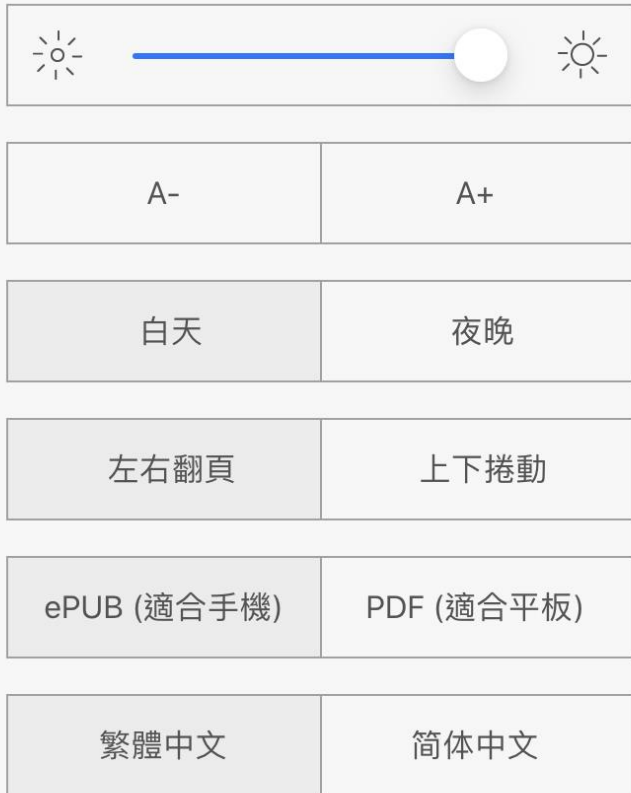 A- A+
白天 夜晚
左右翻頁 上下捲動
ePUB (適合手機) PDF (適合平板)
繁體中文 简体中文